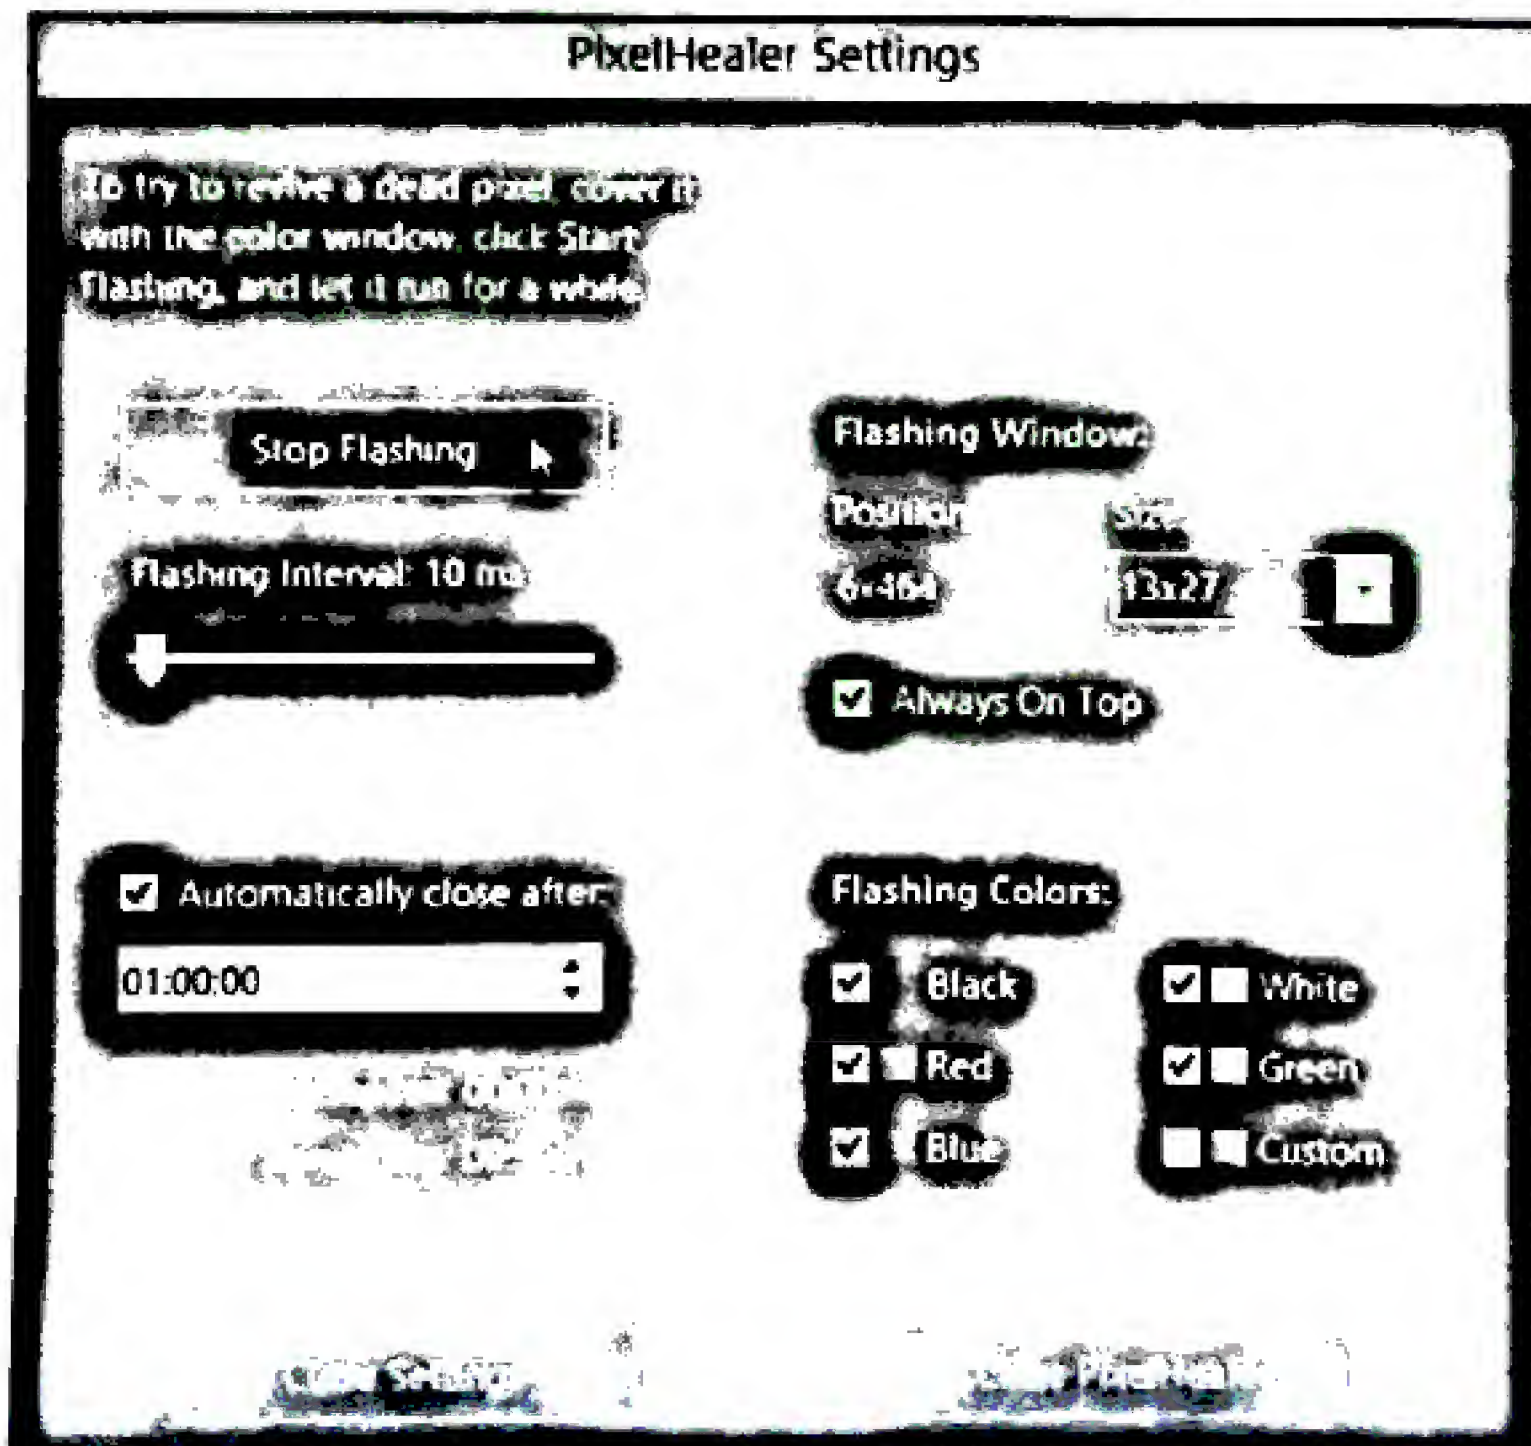 PixelHealer Settings
To try to revive a dead pixel, cover it
with the color window, click Start
Flashing, and let it run for a while.
Stop Flashing
Flashing Window:
Position
Size
13x27
Flashing Interval: 10 ms
Always On Top
Automatically close after:
01:00:00
Flashing Colors:
Black
White
Red
Green
Blue
Custom